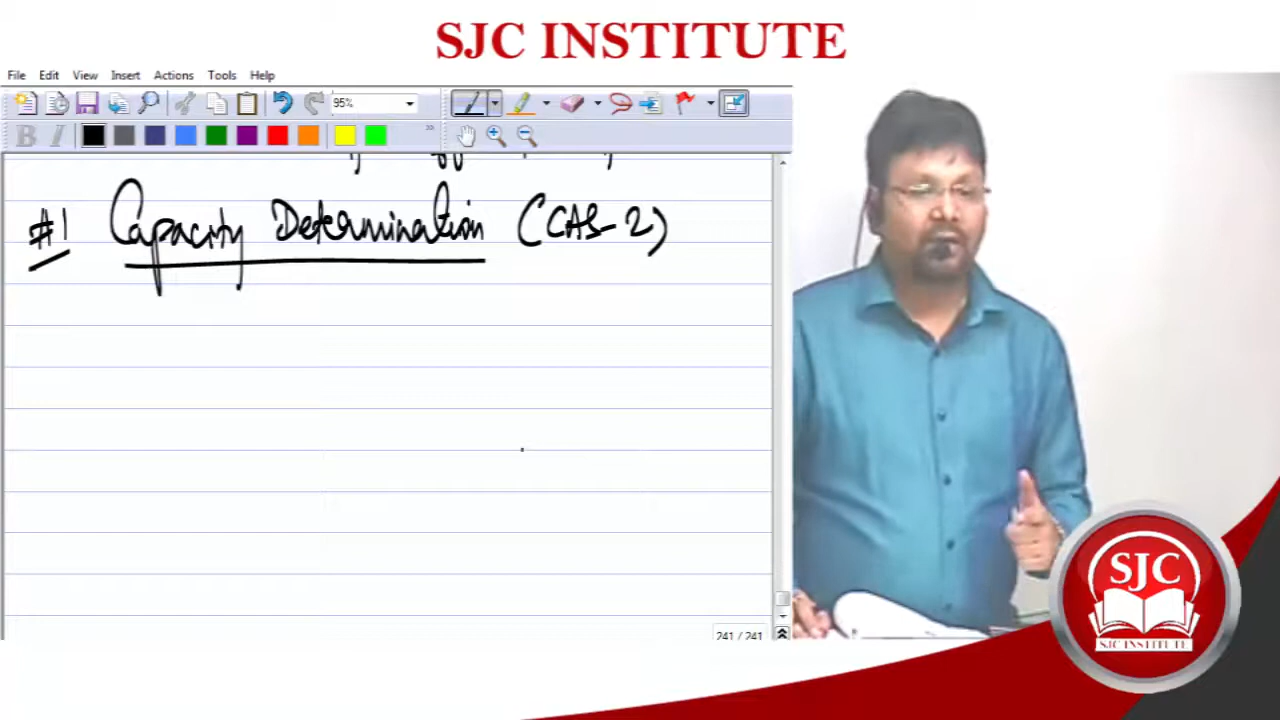 SJC INSTITUTE
File Edit View Insert Actions Tools Help
95%
B I
#1 Capacity Determination (CAS-2)
241 / 241
SJC
SJC INSTITUTE